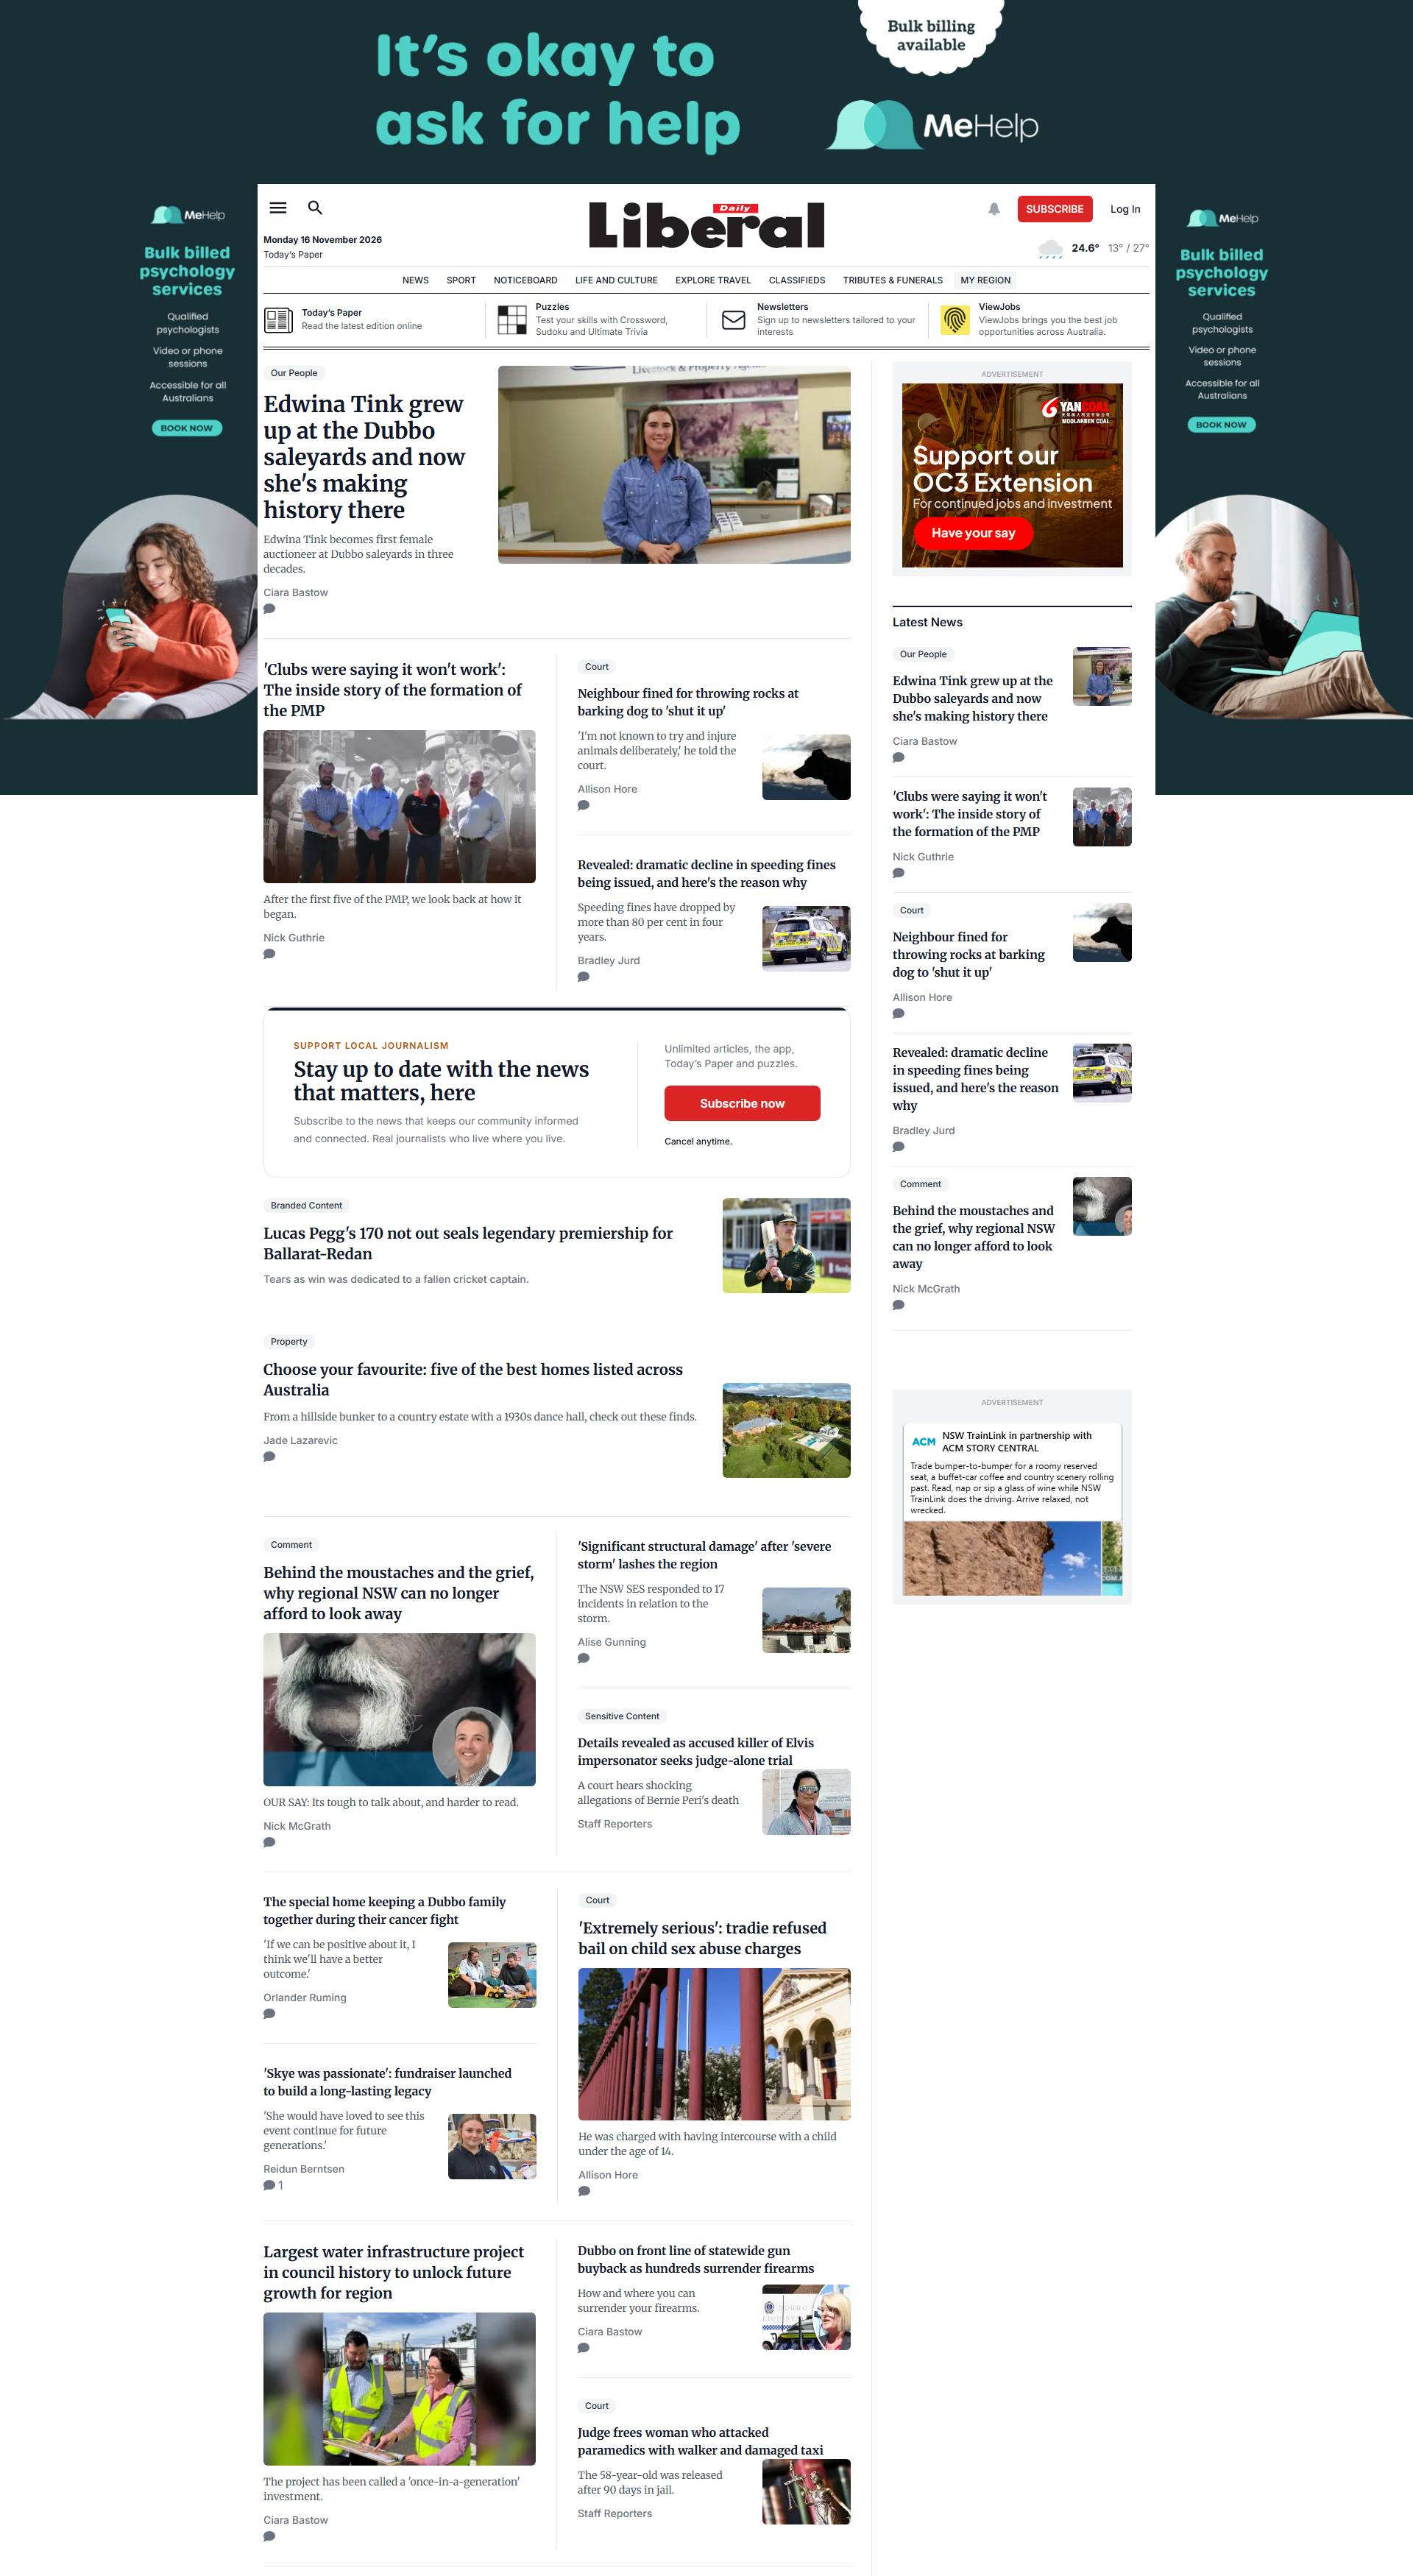 It's okay to
ask for help
Bulk billing
available
MeHelp
MeHelp
Bulk billed
psychology
services
Qualified
psychologists
Video or phone
sessions
Accessible for all
Australians
BOOK NOW
MeHelp
Bulk billed
psychology
services
Qualified
psychologists
Video or phone
sessions
Accessible for all
Australians
BOOK NOW
Daily
Liberal
SUBSCRIBE
Log In
Monday 16 November 2026
Today's Paper
24.6° 13° / 27°
NEWS SPORT NOTICEBOARD LIFE AND CULTURE EXPLORE TRAVEL CLASSIFIEDS TRIBUTES & FUNERALS MY REGION
Today's Paper
Read the latest edition online
Puzzles
Test your skills with Crossword,
Sudoku and Ultimate Trivia
Newsletters
Sign up to newsletters tailored to your
interests
ViewJobs
ViewJobs brings you the best job
opportunities across Australia.
Our People
Edwina Tink grew
up at the Dubbo
saleyards and now
she's making
history there
Edwina Tink becomes first female
auctioneer at Dubbo saleyards in three
decades.
Ciara Bastow
Livestock & Property
'Clubs were saying it won't work':
The inside story of the formation of
the PMP
After the first five of the PMP, we look back at how it
began.
Nick Guthrie
Court
Neighbour fined for throwing rocks at
barking dog to 'shut it up'
'I'm not known to try and injure
animals deliberately,' he told the
court.
Allison Hore
Revealed: dramatic decline in speeding fines
being issued, and here's the reason why
Speeding fines have dropped by
more than 80 per cent in four
years.
Bradley Jurd
SUPPORT LOCAL JOURNALISM
Stay up to date with the news
that matters, here
Subscribe to the news that keeps our community informed
and connected. Real journalists who live where you live.
Unlimited articles, the app,
Today's Paper and puzzles.
Subscribe now
Cancel anytime.
Branded Content
Lucas Pegg's 170 not out seals legendary premiership for
Ballarat-Redan
Tears as win was dedicated to a fallen cricket captain.
Property
Choose your favourite: five of the best homes listed across
Australia
From a hillside bunker to a country estate with a 1930s dance hall, check out these finds.
Jade Lazarevic
Comment
Behind the moustaches and the grief,
why regional NSW can no longer
afford to look away
OUR SAY: Its tough to talk about, and harder to read.
Nick McGrath
'Significant structural damage' after 'severe
storm' lashes the region
The NSW SES responded to 17
incidents in relation to the
storm.
Alise Gunning
Sensitive Content
Details revealed as accused killer of Elvis
impersonator seeks judge-alone trial
A court hears shocking
allegations of Bernie Peri's death
Staff Reporters
The special home keeping a Dubbo family
together during their cancer fight
'If we can be positive about it, I
think we'll have a better
outcome.'
Orlander Ruming
'Skye was passionate': fundraiser launched
to build a long-lasting legacy
'She would have loved to see this
event continue for future
generations.'
Reidun Berntsen
1
Court
'Extremely serious': tradie refused
bail on child sex abuse charges
He was charged with having intercourse with a child
under the age of 14.
Allison Hore
Largest water infrastructure project
in council history to unlock future
growth for region
The project has been called a 'once-in-a-generation'
investment.
Ciara Bastow
Dubbo on front line of statewide gun
buyback as hundreds surrender firearms
How and where you can
surrender your firearms.
Ciara Bastow
Court
Judge frees woman who attacked
paramedics with walker and damaged taxi
The 58-year-old was released
after 90 days in jail.
Staff Reporters
ADVERTISEMENT
YANCOAL
MOOLARBEN COAL
Support our
OC3 Extension
For continued jobs and investment
Have your say
Latest News
Our People
Edwina Tink grew up at the
Dubbo saleyards and now
she's making history there
Ciara Bastow
'Clubs were saying it won't
work': The inside story of
the formation of the PMP
Nick Guthrie
Court
Neighbour fined for
throwing rocks at barking
dog to 'shut it up'
Allison Hore
Revealed: dramatic decline
in speeding fines being
issued, and here's the reason
why
Bradley Jurd
Comment
Behind the moustaches and
the grief, why regional NSW
can no longer afford to look
away
Nick McGrath
ADVERTISEMENT
ACM
NSW TrainLink in partnership with
ACM STORY CENTRAL
Trade bumper-to-bumper for a roomy reserved
seat, a buffet-car coffee and country scenery rolling
past. Read, nap or sip a glass of wine while NSW
TrainLink does the driving. Arrive relaxed, not
wrecked.